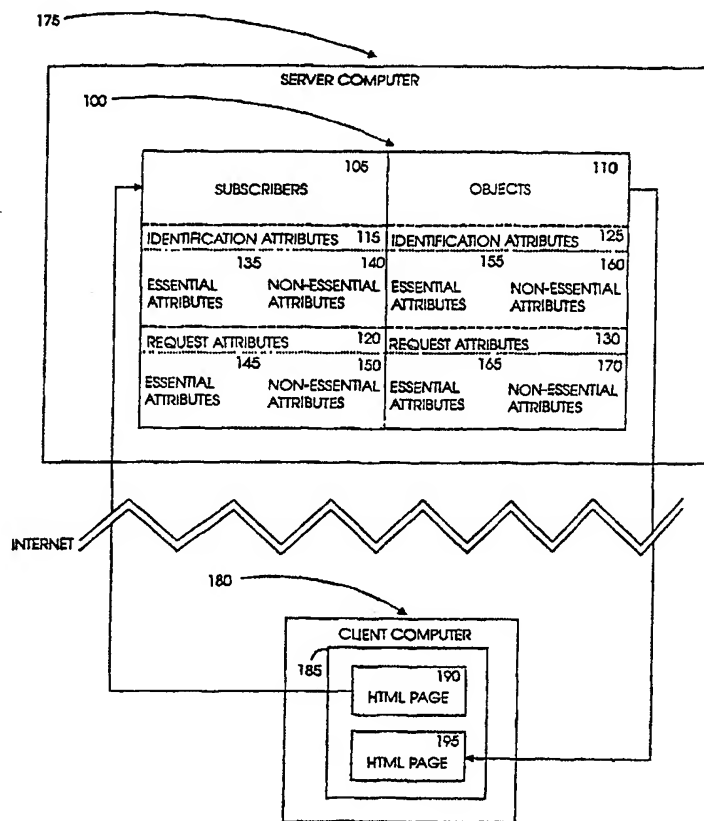 175
SERVER COMPUTER
100
105
110
SUBSCRIBERS
OBJECTS
IDENTIFICATION ATTRIBUTES 115
IDENTIFICATION ATTRIBUTES 125
135
140
155
160
ESSENTIAL ATTRIBUTES
NON-ESSENTIAL ATTRIBUTES
ESSENTIAL ATTRIBUTES
NON-ESSENTIAL ATTRIBUTES
REQUEST ATTRIBUTES 120
REQUEST ATTRIBUTES 130
145
150
165
170
ESSENTIAL ATTRIBUTES
NON-ESSENTIAL ATTRIBUTES
ESSENTIAL ATTRIBUTES
NON-ESSENTIAL ATTRIBUTES
INTERNET
180
CLIENT COMPUTER
185
190
HTML PAGE
195
HTML PAGE